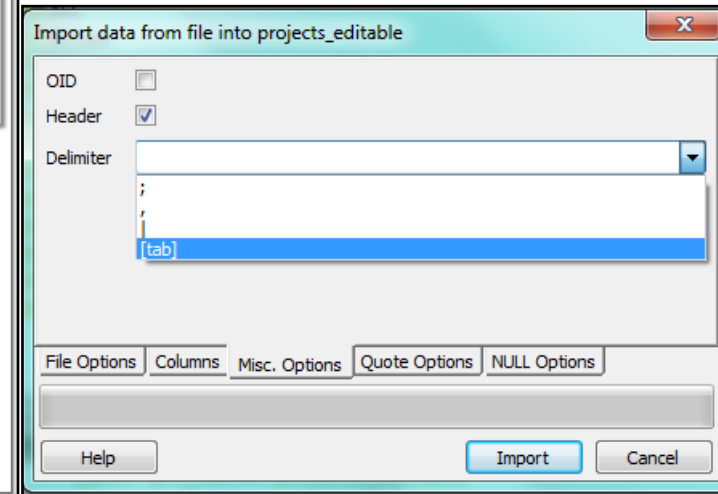 Import data from file into projects_editable
OID
Header
Delimiter
;
,
|
[tab]
File Options Columns Misc. Options Quote Options NULL Options
Help Import Cancel